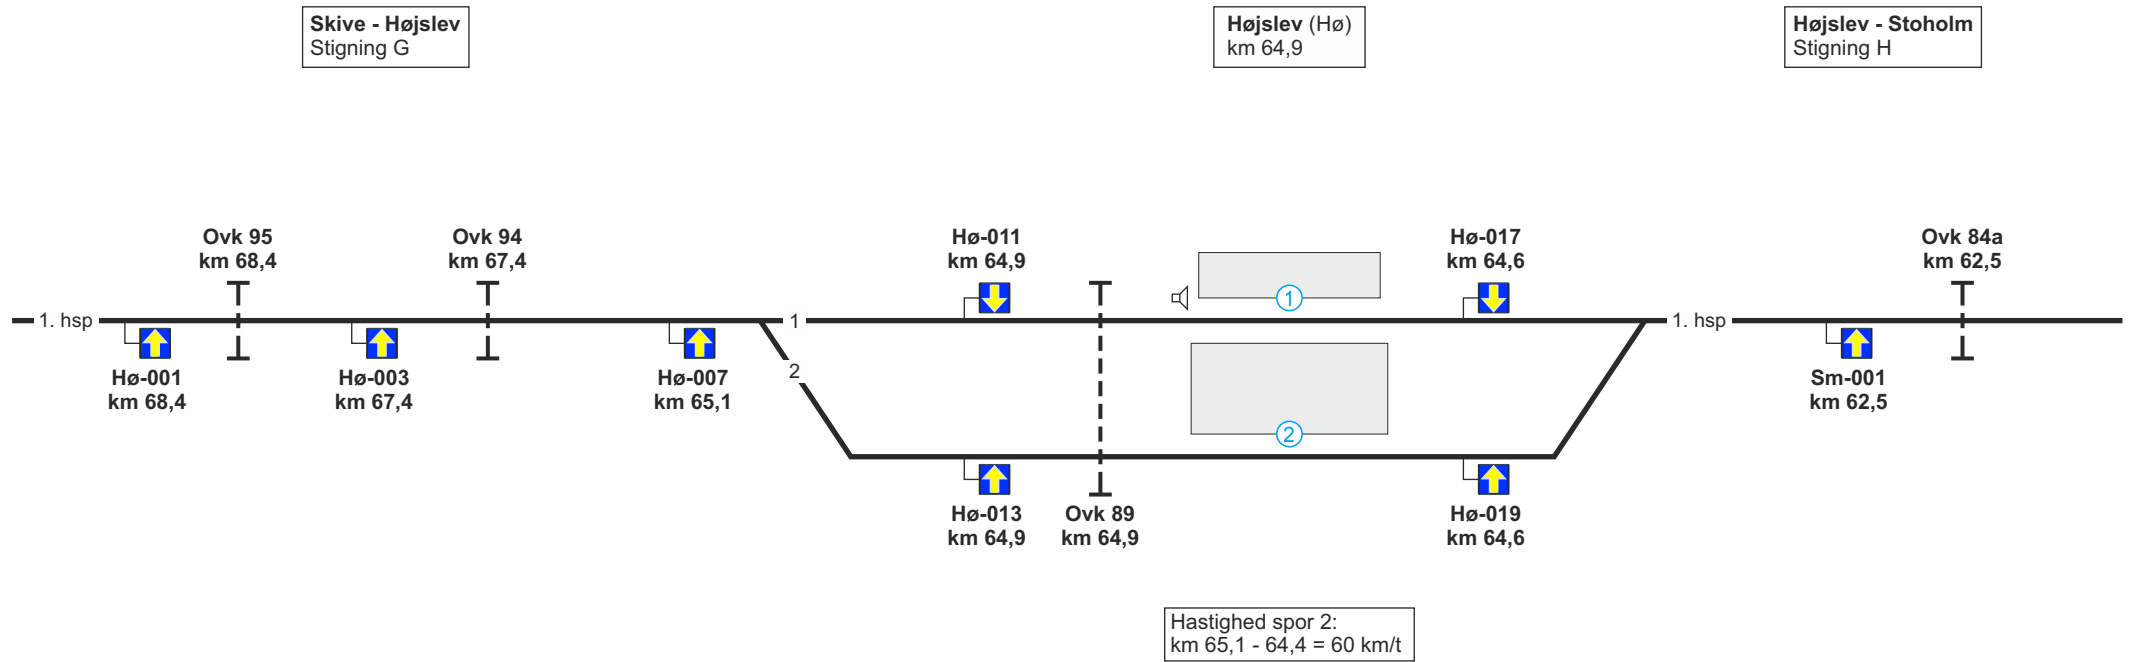 Skive - Højslev
Stigning G
Højslev (Hø)
km 64,9
Højslev - Stoholm
Stigning H
Ovk 95
km 68,4
Ovk 94
km 67,4
Hø-011
km 64,9
Hø-017
km 64,6
Ovk 84a
km 62,5
1
1. hsp
1
1. hsp
Hø-001
km 68,4
Hø-003
km 67,4
Hø-007
km 65,1
2
Sm-001
km 62,5
2
Hø-013
km 64,9
Ovk 89
km 64,9
Hø-019
km 64,6
Hastighed spor 2:
km 65,1 - 64,4 = 60 km/t